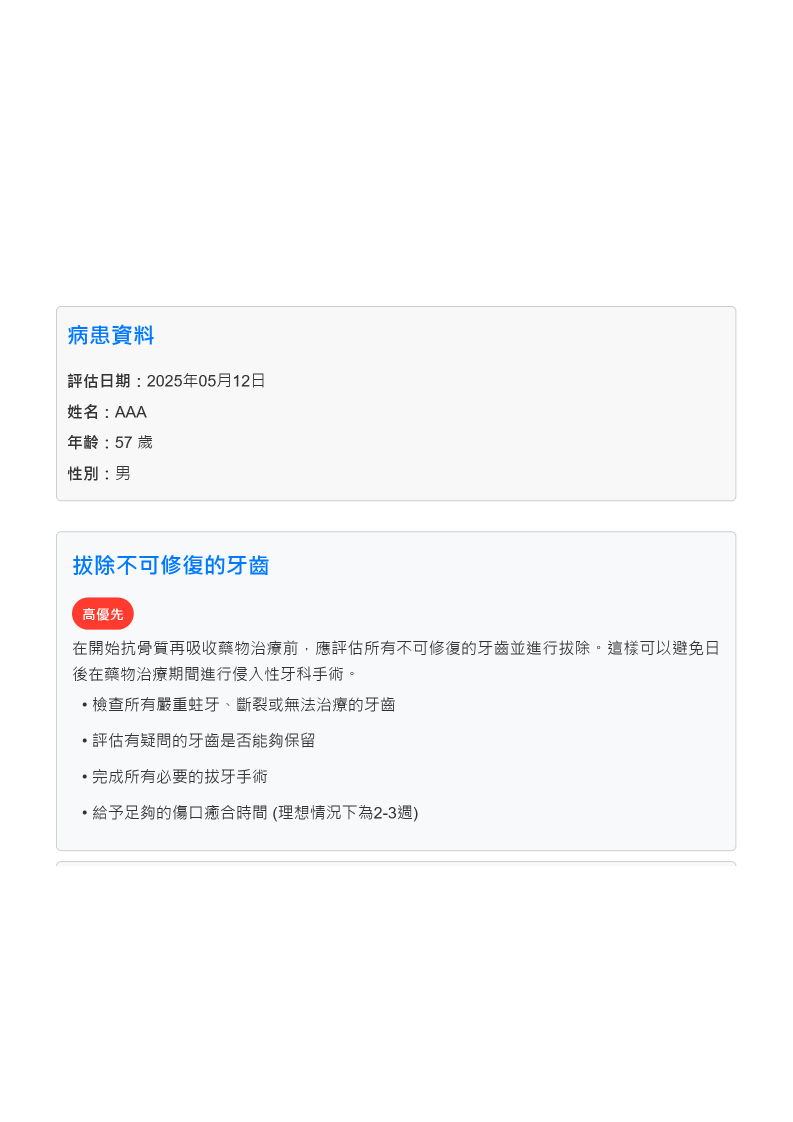 病患資料
評估日期：2025年05月12日
姓名：AAA
年齡：57 歲
性別：男
拔除不可修復的牙齒
高優先
在開始抗骨質再吸收藥物治療前，應評估所有不可修復的牙齒並進行拔除。這樣可以避免日
後在藥物治療期間進行侵入性牙科手術。
• 檢查所有嚴重蛀牙、斷裂或無法治療的牙齒
• 評估有疑問的牙齒是否能夠保留
• 完成所有必要的拔牙手術
• 給予足夠的傷口癒合時間 (理想情況下為2-3週)